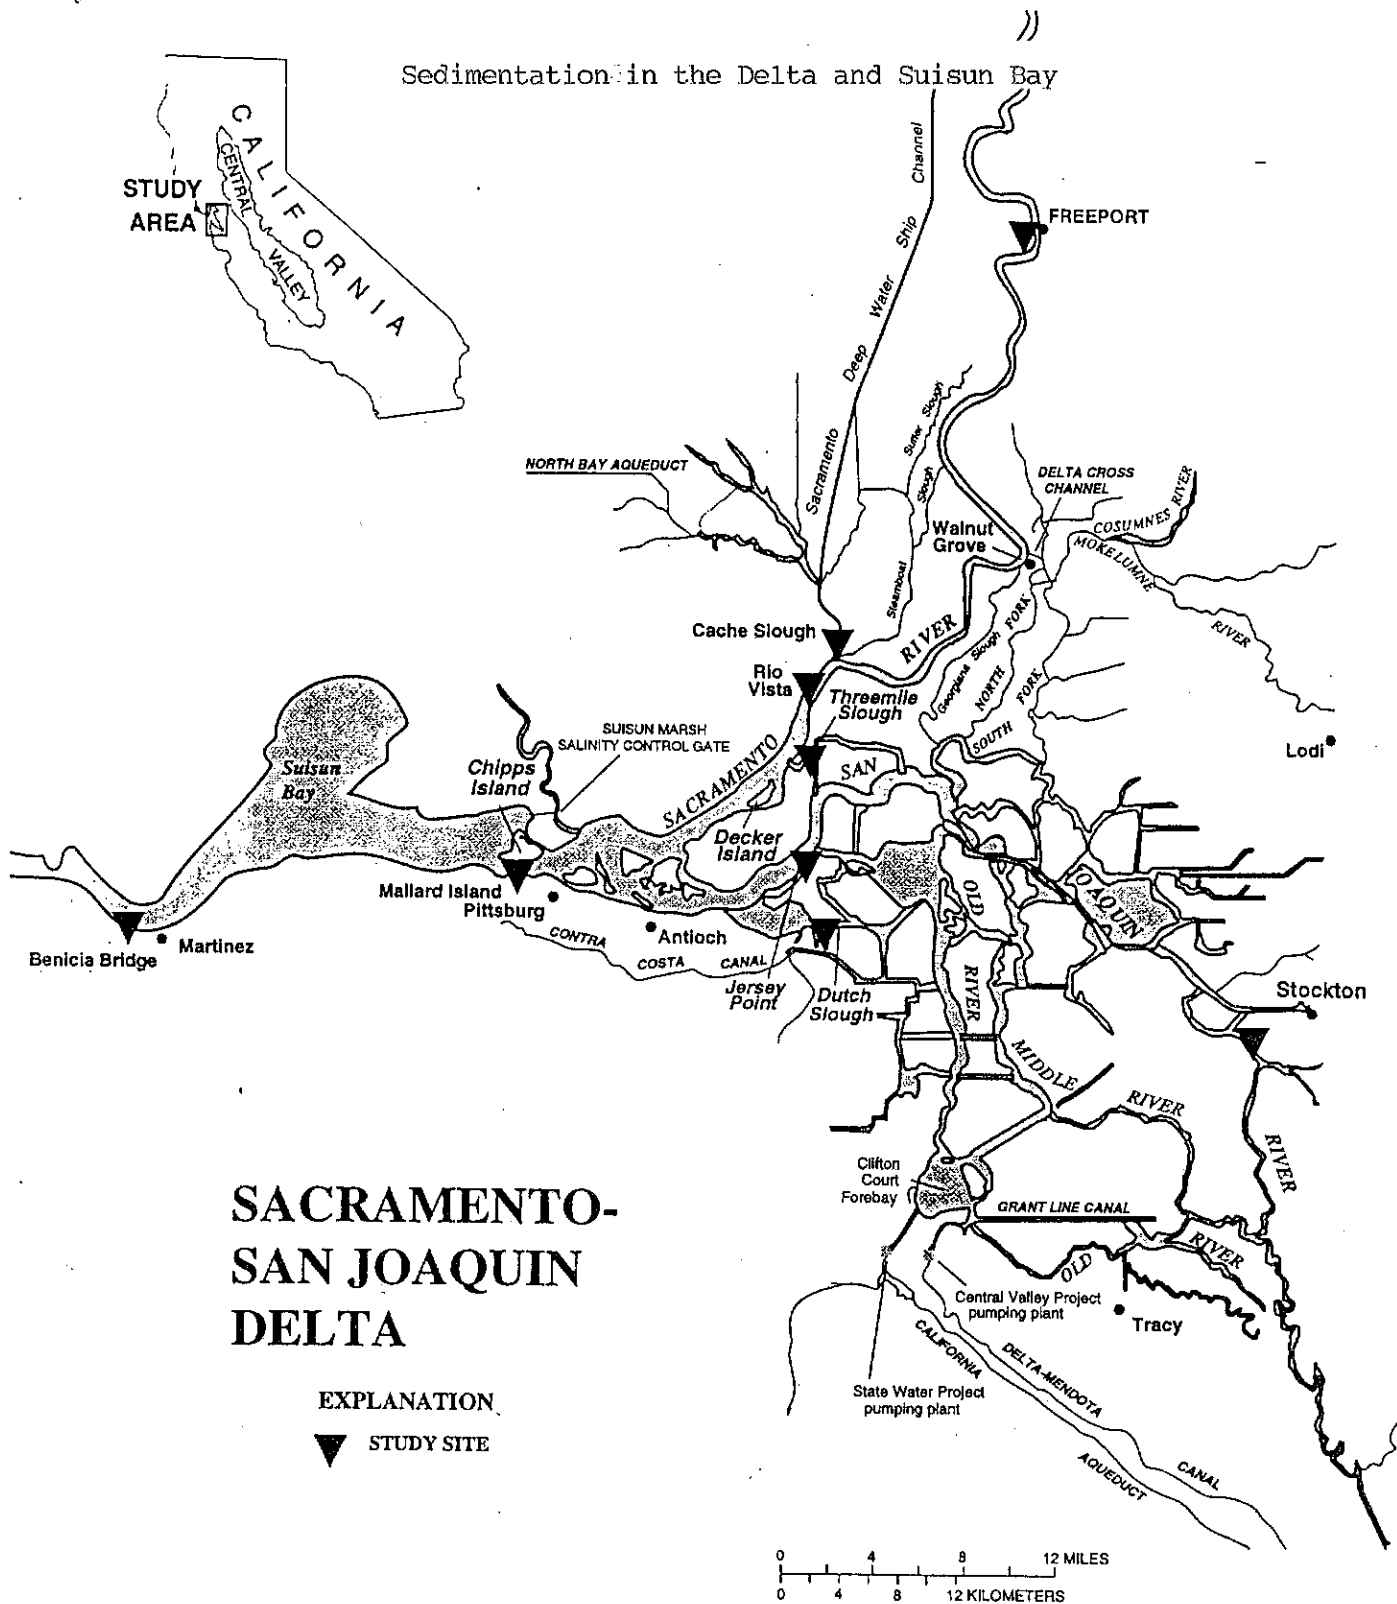 Sedimentation in the Delta and Suisun Bay
CALIFORNIA
CENTRAL
VALLEY
STUDY
AREA
FREEPORT
Sacramento Deep Water Ship Channel
Sutter Slough
Steamboat Slough
NORTH BAY AQUEDUCT
DELTA CROSS
CHANNEL
COSUMNES RIVER
MOKELUMNE RIVER
Walnut
Grove
Cache Slough
Rio
Vista
Threemile
Slough
SACRAMENTO RIVER
Georgiana Slough
NORTH FORK
SOUTH FORK
Lodi
SUISUN MARSH
SALINITY CONTROL GATE
Suisun
Bay
Chipps
Island
Decker
Island
SAN
JOAQUIN
RIVER
Mallard Island
Pittsburg
Antioch
Benicia Bridge
Martinez
CONTRA COSTA CANAL
Jersey
Point
Dutch
Slough
OLD
RIVER
Stockton
MIDDLE RIVER
Clifton
Court
Forebay
GRANT LINE CANAL
OLD RIVER
Central Valley Project
pumping plant
Tracy
State Water Project
pumping plant
CALIFORNIA AQUEDUCT
DELTA-MENDOTA CANAL
SACRAMENTO-
SAN JOAQUIN
DELTA
EXPLANATION
STUDY SITE
0 4 8 12 MILES
0 4 8 12 KILOMETERS